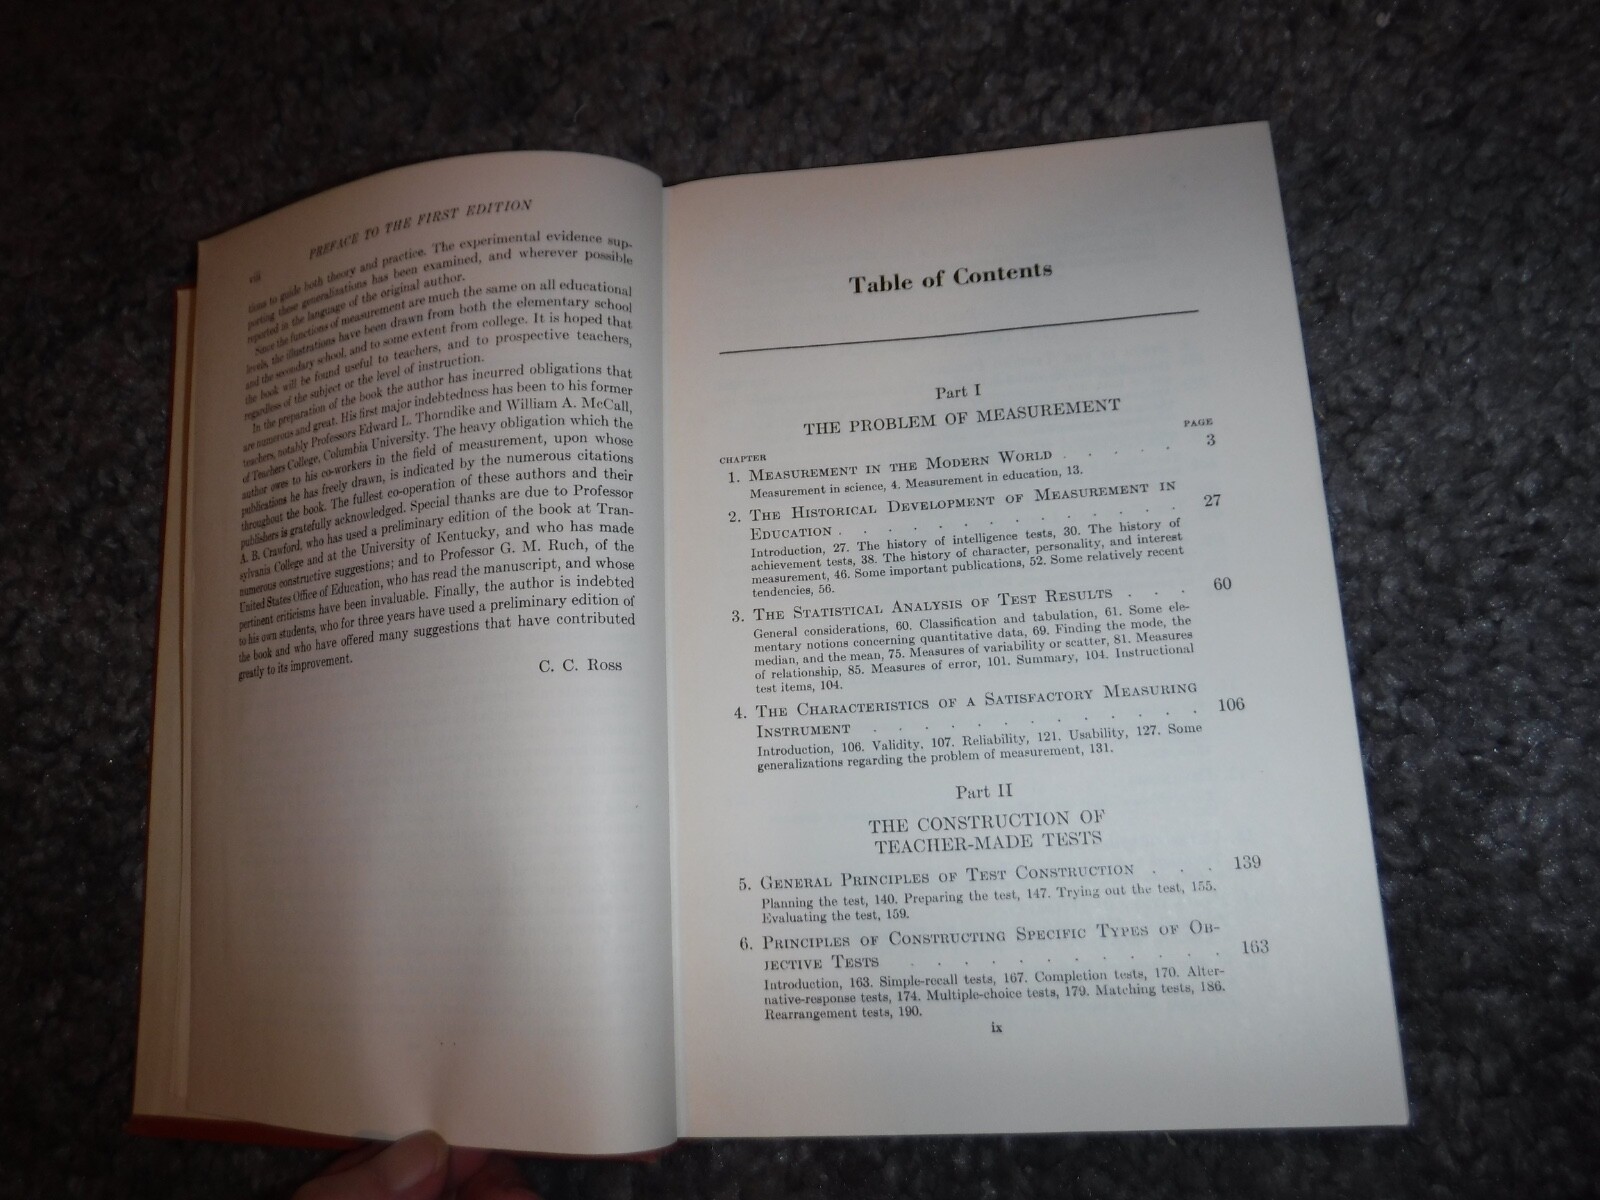 viii
PREFACE TO THE FIRST EDITION
tions to guide both theory and practice. The experimental evidence sup-
porting these generalizations has been examined, and wherever possible
reported in the language of the original author.
Since the functions of measurement are much the same on all educational
levels, the illustrations have been drawn from both the elementary school
and the secondary school, and to some extent from college. It is hoped that
the book will be found useful to teachers, and to prospective teachers,
regardless of the subject or the level of instruction.
In the preparation of the book the author has incurred obligations that
are numerous and great. His first major indebtedness has been to his former
teachers, notably Professors Edward L. Thorndike and William A. McCall,
of Teachers College, Columbia University. The heavy obligation which the
author owes to his co-workers in the field of measurement, upon whose
publications he has freely drawn, is indicated by the numerous citations
throughout the book. The fullest co-operation of these authors and their
publishers is gratefully acknowledged. Special thanks are due to Professor
A. B. Crawford, who has used a preliminary edition of the book at Tran-
sylvania College and at the University of Kentucky, and who has made
numerous constructive suggestions; and to Professor G. M. Ruch, of the
United States Office of Education, who has read the manuscript, and whose
pertinent criticisms have been invaluable. Finally, the author is indebted
to his own students, who for three years have used a preliminary edition of
the book and who have offered many suggestions that have contributed
greatly to its improvement.
C. C. Ross
Table of Contents
Part I
THE PROBLEM OF MEASUREMENT
CHAPTER PAGE
1. Measurement in the Modern World . . . . . 3
Measurement in science, 4. Measurement in education, 13.
2. The Historical Development of Measurement in
Education . . . . . . . . . . . . . 27
Introduction, 27. The history of intelligence tests, 30. The history of
achievement tests, 38. The history of character, personality, and interest
measurement, 46. Some important publications, 52. Some relatively recent
tendencies, 56.
3. The Statistical Analysis of Test Results . . . 60
General considerations, 60. Classification and tabulation, 61. Some ele-
mentary notions concerning quantitative data, 69. Finding the mode, the
median, and the mean, 75. Measures of variability or scatter, 81. Measures
of relationship, 85. Measures of error, 101. Summary, 104. Instructional
test items, 104.
4. The Characteristics of a Satisfactory Measuring
Instrument . . . . . . . . . . . . . 106
Introduction, 106. Validity. 107. Reliability, 121. Usability, 127. Some
generalizations regarding the problem of measurement, 131.
Part II
THE CONSTRUCTION OF
TEACHER-MADE TESTS
5. General Principles of Test Construction . . . 139
Planning the test, 140. Preparing the test, 147. Trying out the test, 155.
Evaluating the test, 159.
6. Principles of Constructing Specific Types of Ob-
jective Tests . . . . . . . . . . . . 163
Introduction, 163. Simple-recall tests, 167. Completion tests, 170. Alter-
native-response tests, 174. Multiple-choice tests, 179. Matching tests, 186.
Rearrangement tests, 190.
ix